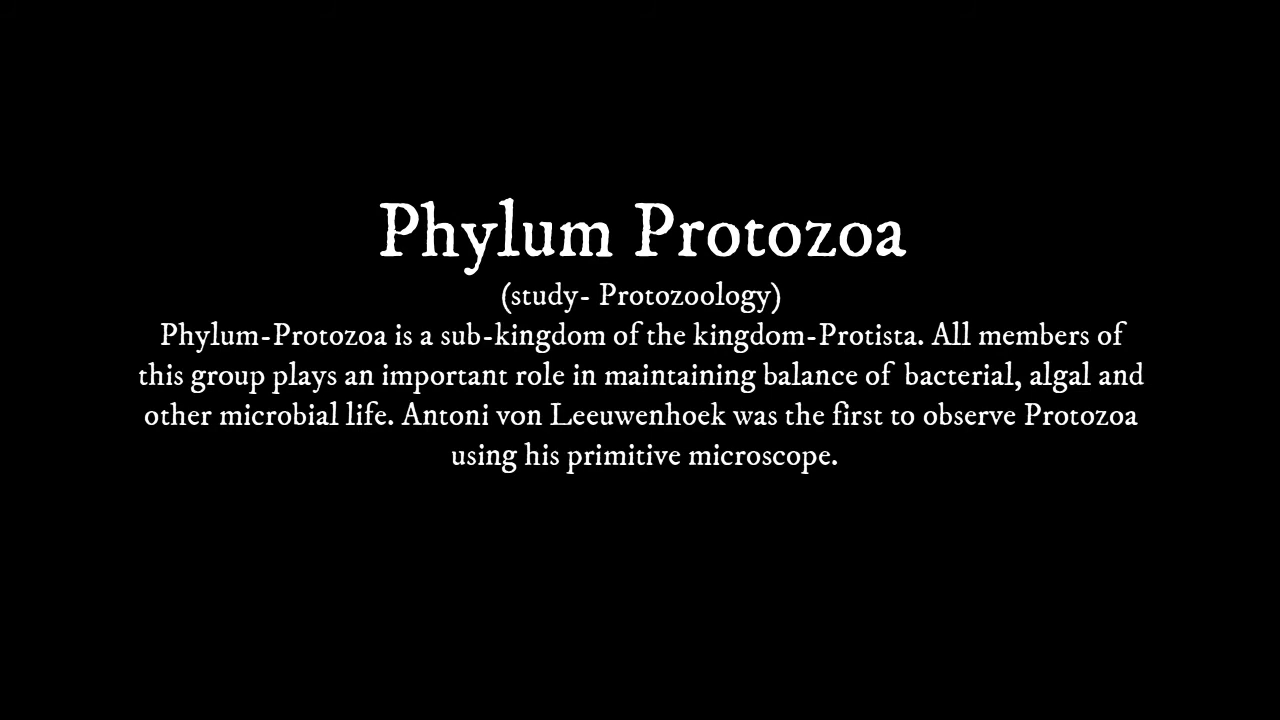 Phylum Protozoa
(study- Protozoology)
Phylum-Protozoa is a sub-kingdom of the kingdom-Protista. All members of
this group plays an important role in maintaining balance of  bacterial, algal and
other microbial life. Antoni von Leeuwenhoek was the first to observe Protozoa
using his primitive microscope.